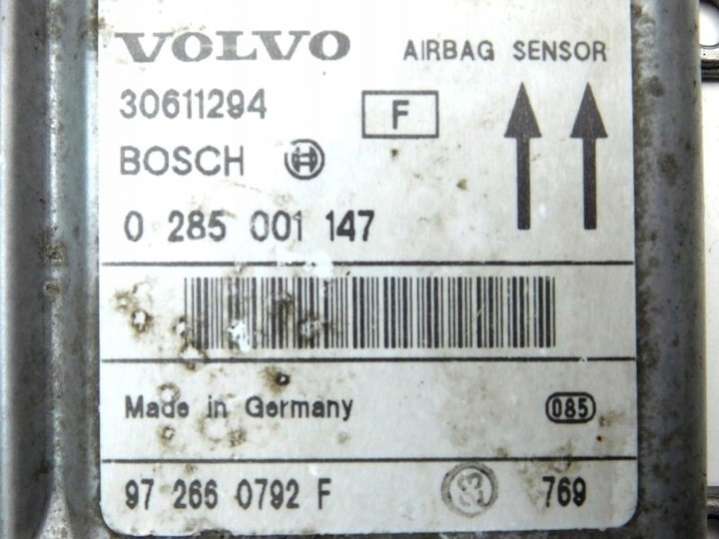 VOLVO AIRBAG SENSOR
30611294 F
BOSCH
0 285 001 147
Made in Germany 085
97 266 0792 F 769